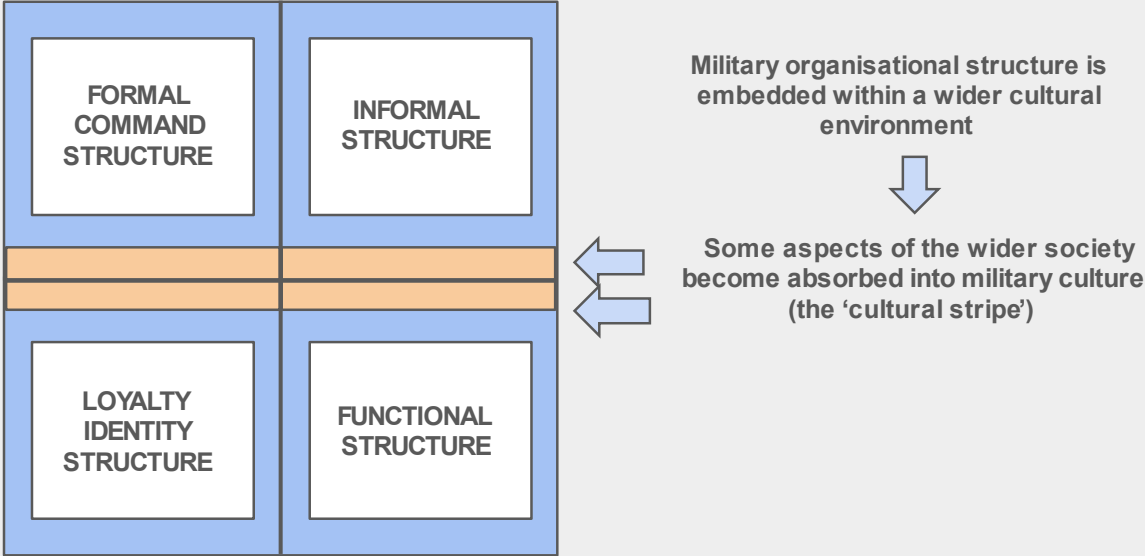 FORMAL
COMMAND
STRUCTURE
INFORMAL
STRUCTURE
LOYALTY
IDENTITY
STRUCTURE
FUNCTIONAL
STRUCTURE
Military organisational structure is
embedded within a wider cultural
environment
Some aspects of the wider society
become absorbed into military culture
(the ‘cultural stripe’)